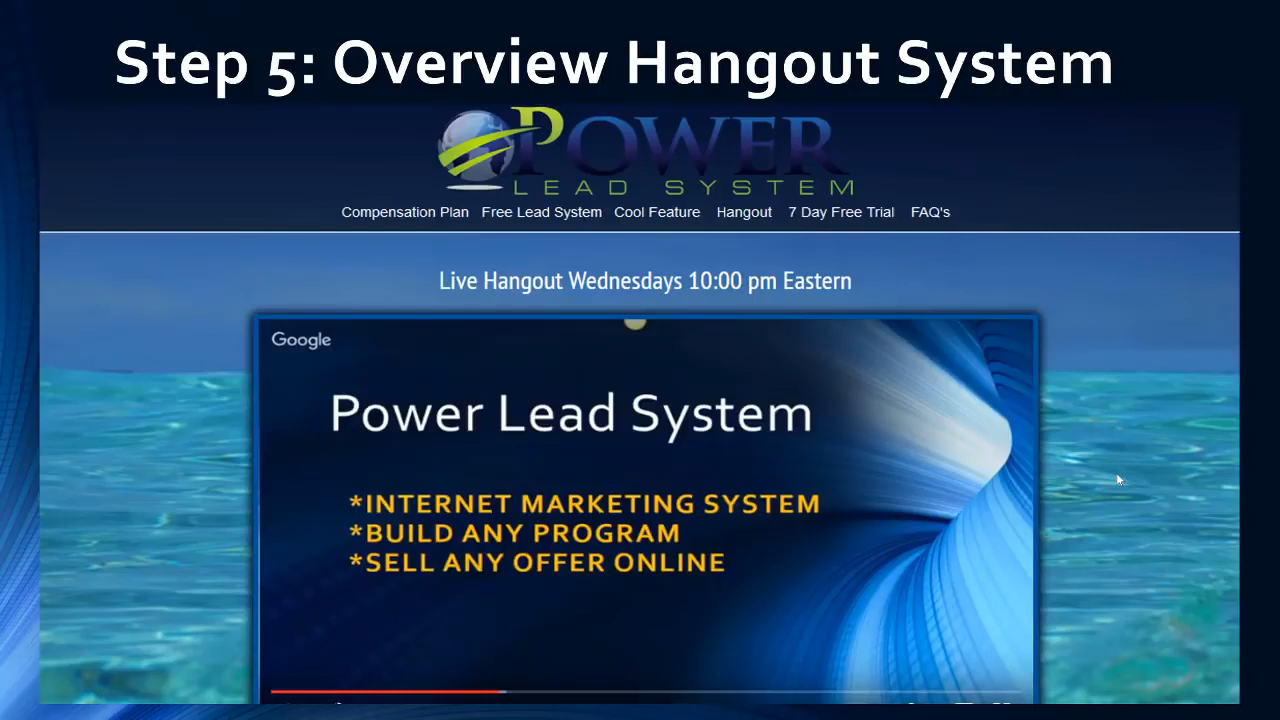 Step 5: Overview Hangout System
POWER
LEAD SYSTEM
Compensation Plan Free Lead System Cool Feature Hangout 7 Day Free Trial FAQ's
Live Hangout Wednesdays 10:00 pm Eastern
Google
Power Lead System
*INTERNET MARKETING SYSTEM
*BUILD ANY PROGRAM
*SELL ANY OFFER ONLINE